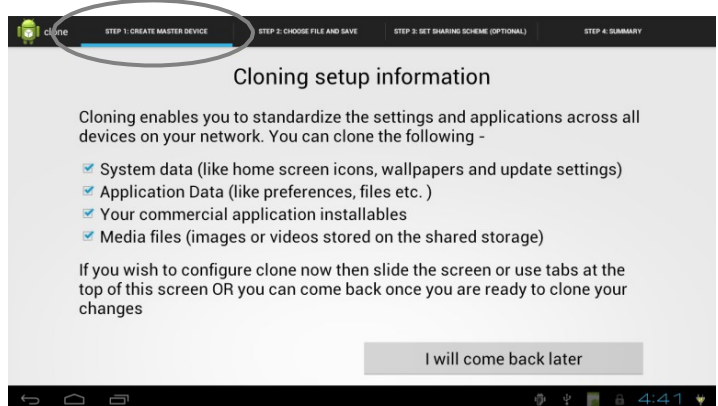 clone STEP 1: CREATE MASTER DEVICE STEP 2: CHOOSE FILE AND SAVE STEP 3: SET SHARING SCHEME (OPTIONAL) STEP 4: SUMMARY
Cloning setup information
Cloning enables you to standardize the settings and applications across all
devices on your network. You can clone the following -
System data (like home screen icons, wallpapers and update settings)
Application Data (like preferences, files etc. )
Your commercial application installables
Media files (images or videos stored on the shared storage)
If you wish to configure clone now then slide the screen or use tabs at the
top of this screen OR you can come back once you are ready to clone your
changes
I will come back later
4:41